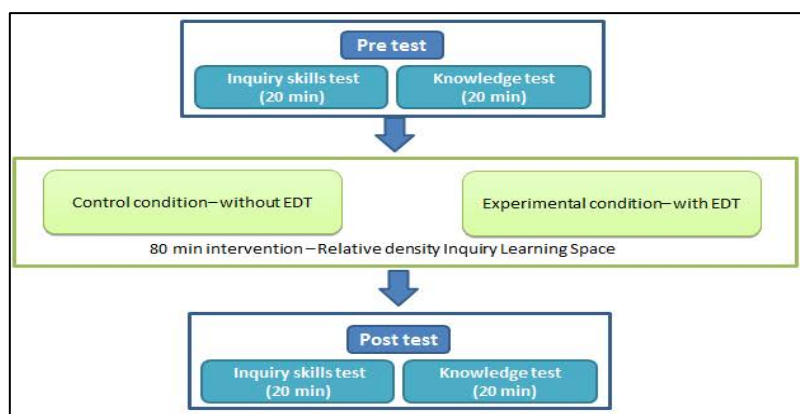 Pre test
Inquiry skills test
(20 min)
Knowledge test
(20 min)
Control condition–without EDT
Experimental condition–with EDT
80 min intervention – Relative density Inquiry Learning Space
Post test
Inquiry skills test
(20 min)
Knowledge test
(20 min)